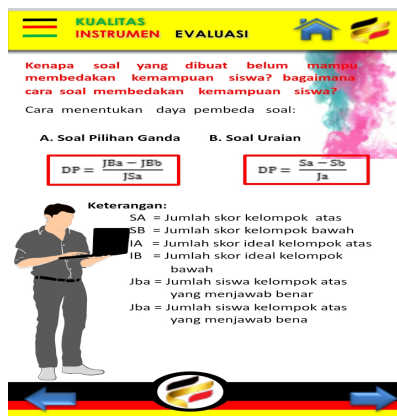 KUALITAS
INSTRUMEN EVALUASI
Kenapa soal yang dibuat belum mampu
membedakan kemampuan siswa? bagaimana
cara soal membedakan kemampuan siswa?
Cara menentukan daya pembeda soal:
A. Soal Pilihan Ganda B. Soal Uraian
DP = (JBa − JBb) / JSa DP = (Sa − Sb) / Ja
Keterangan:
SA = Jumlah skor kelompok atas
SB = Jumlah skor kelompok bawah
IA = Jumlah skor ideal kelompok atas
IB = Jumlah skor ideal kelompok
bawah
Jba = Jumlah siswa kelompok atas
yang menjawab benar
Jba = Jumlah siswa kelompok atas
yang menjawab bena